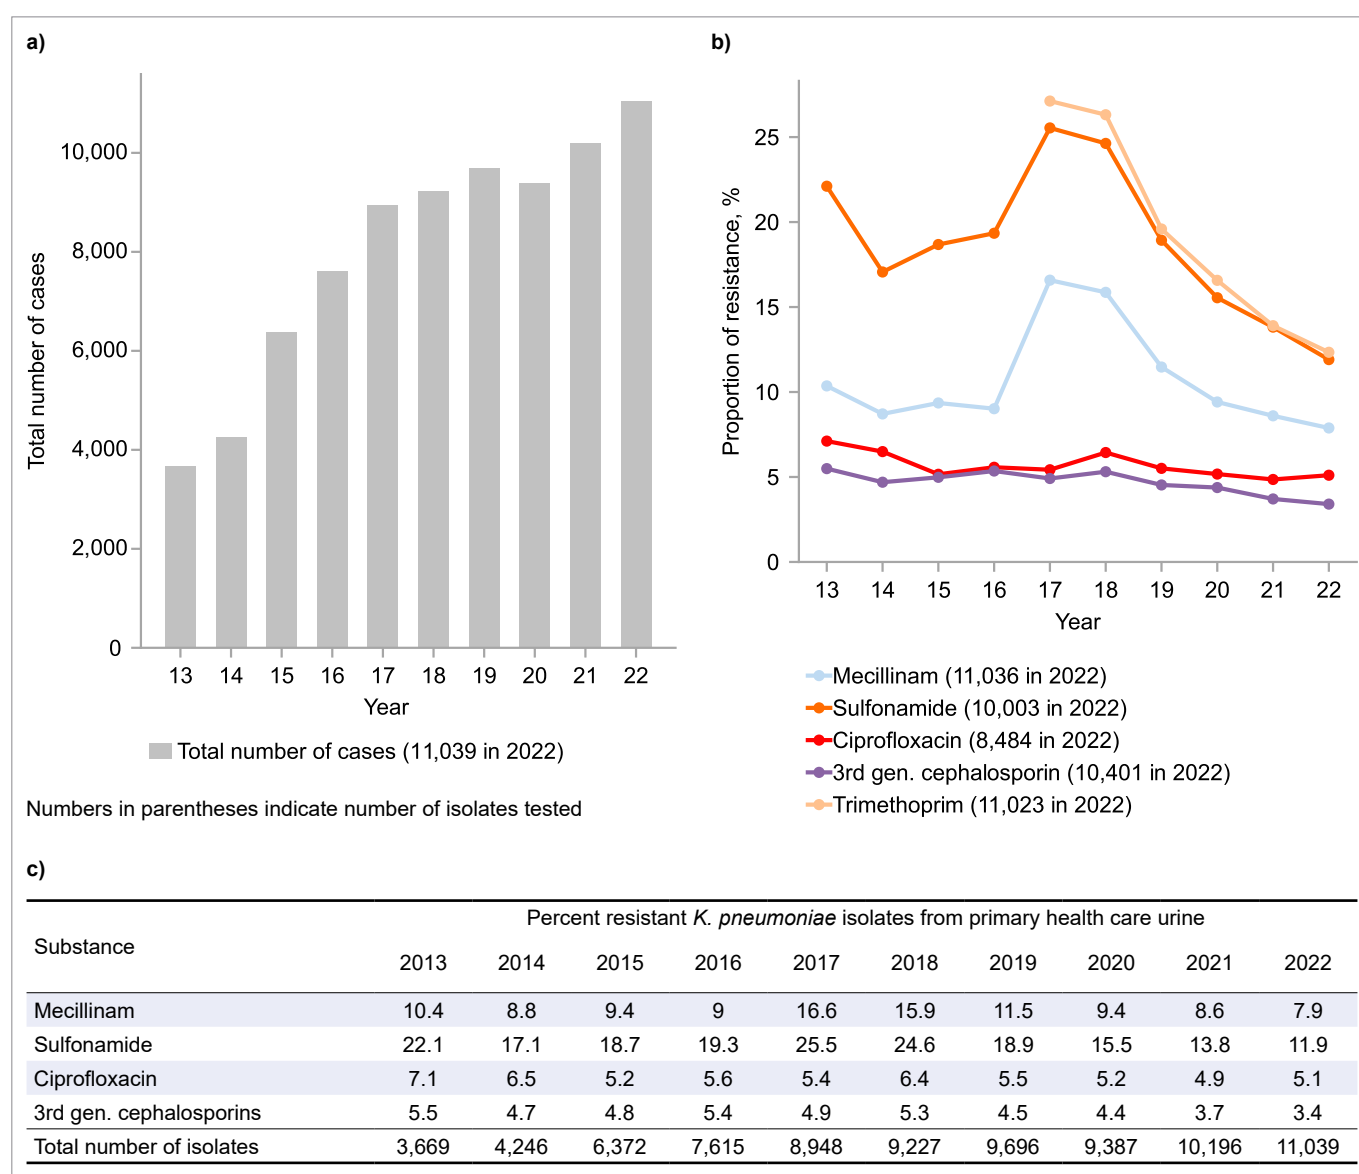 a)
Total number of cases
10,000
8,000
6,000
4,000
2,000
0
13 14 15 16 17 18 19 20 21 22
Year
Total number of cases (11,039 in 2022)
Numbers in parentheses indicate number of isolates tested
b)
Proportion of resistance, %
25
20
15
10
5
0
13 14 15 16 17 18 19 20 21 22
Year
Mecillinam (11,036 in 2022)
Sulfonamide (10,003 in 2022)
Ciprofloxacin (8,484 in 2022)
3rd gen. cephalosporin (10,401 in 2022)
Trimethoprim (11,023 in 2022)
c)
Substance
Percent resistant K. pneumoniae isolates from primary health care urine
2013 2014 2015 2016 2017 2018 2019 2020 2021 2022
Mecillinam 10.4 8.8 9.4 9 16.6 15.9 11.5 9.4 8.6 7.9
Sulfonamide 22.1 17.1 18.7 19.3 25.5 24.6 18.9 15.5 13.8 11.9
Ciprofloxacin 7.1 6.5 5.2 5.6 5.4 6.4 5.5 5.2 4.9 5.1
3rd gen. cephalosporins 5.5 4.7 4.8 5.4 4.9 5.3 4.5 4.4 3.7 3.4
Total number of isolates 3,669 4,246 6,372 7,615 8,948 9,227 9,696 9,387 10,196 11,039